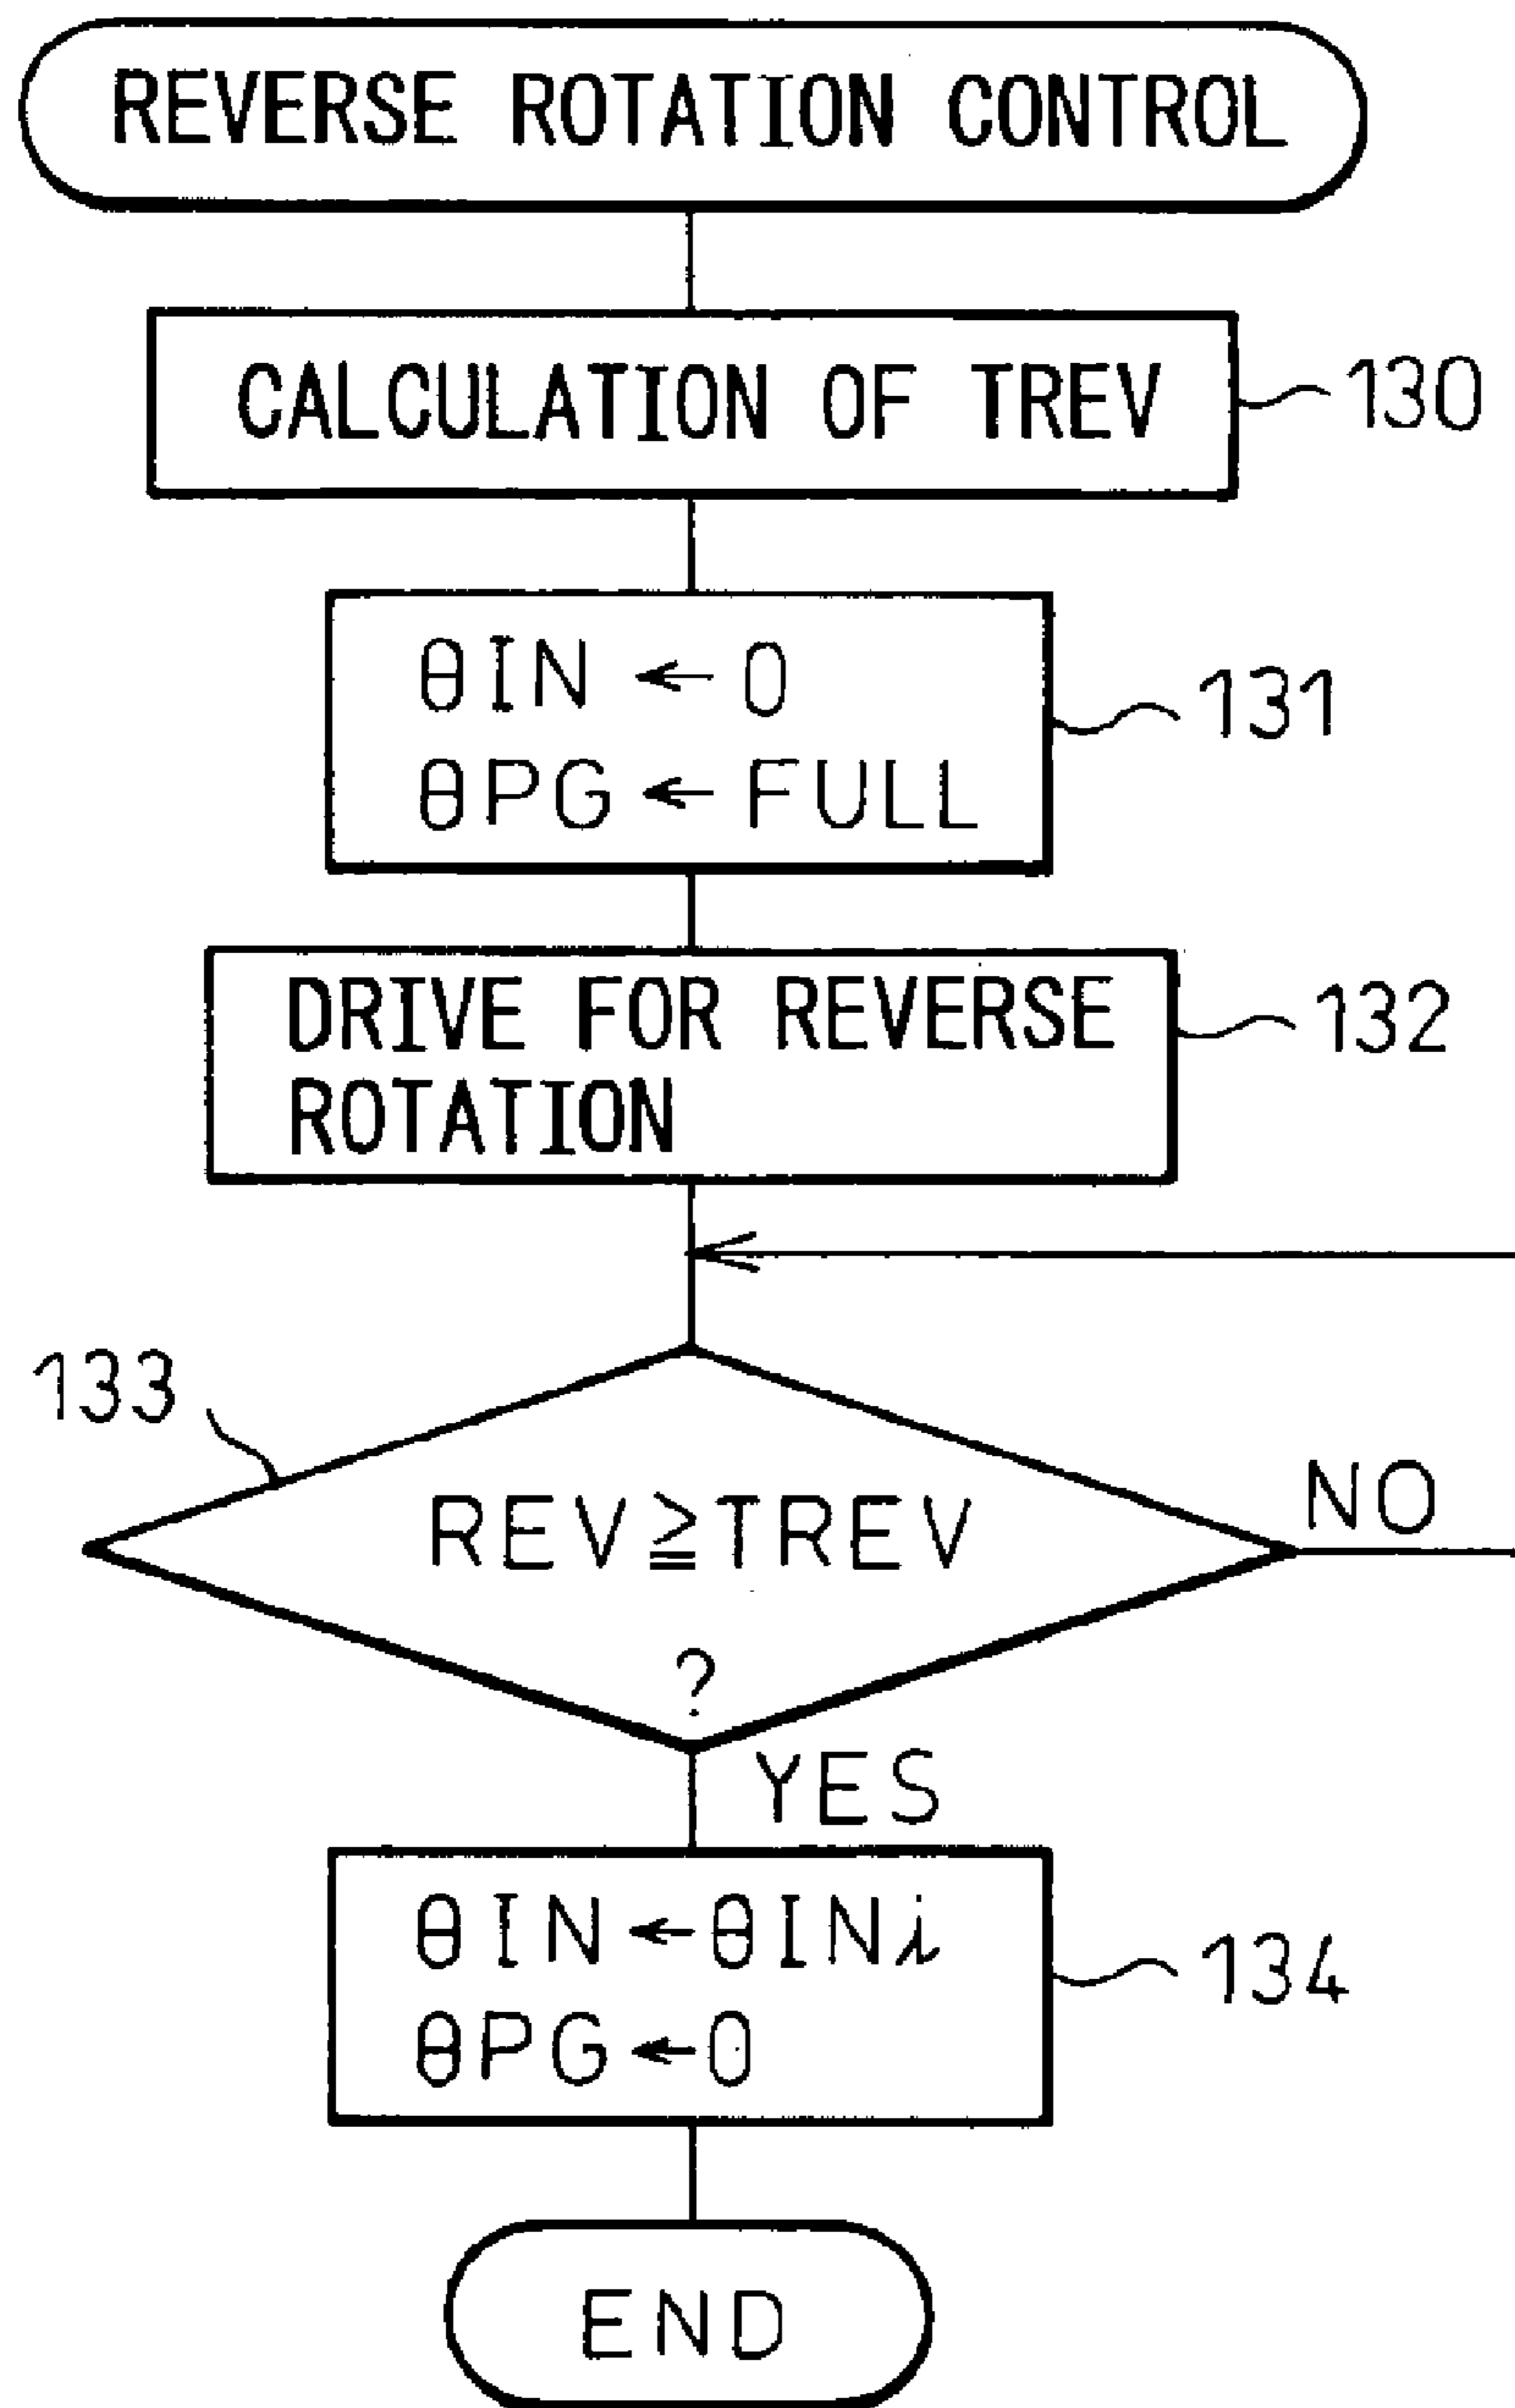 REVERSE ROTATION CONTROL
CALCULATION OF TREV
130
θIN ← 0
θPG ← FULL
131
DRIVE FOR REVERSE
ROTATION
132
133
REV≧TREV
?
NO
YES
θIN←θINi
θPG←0
134
END